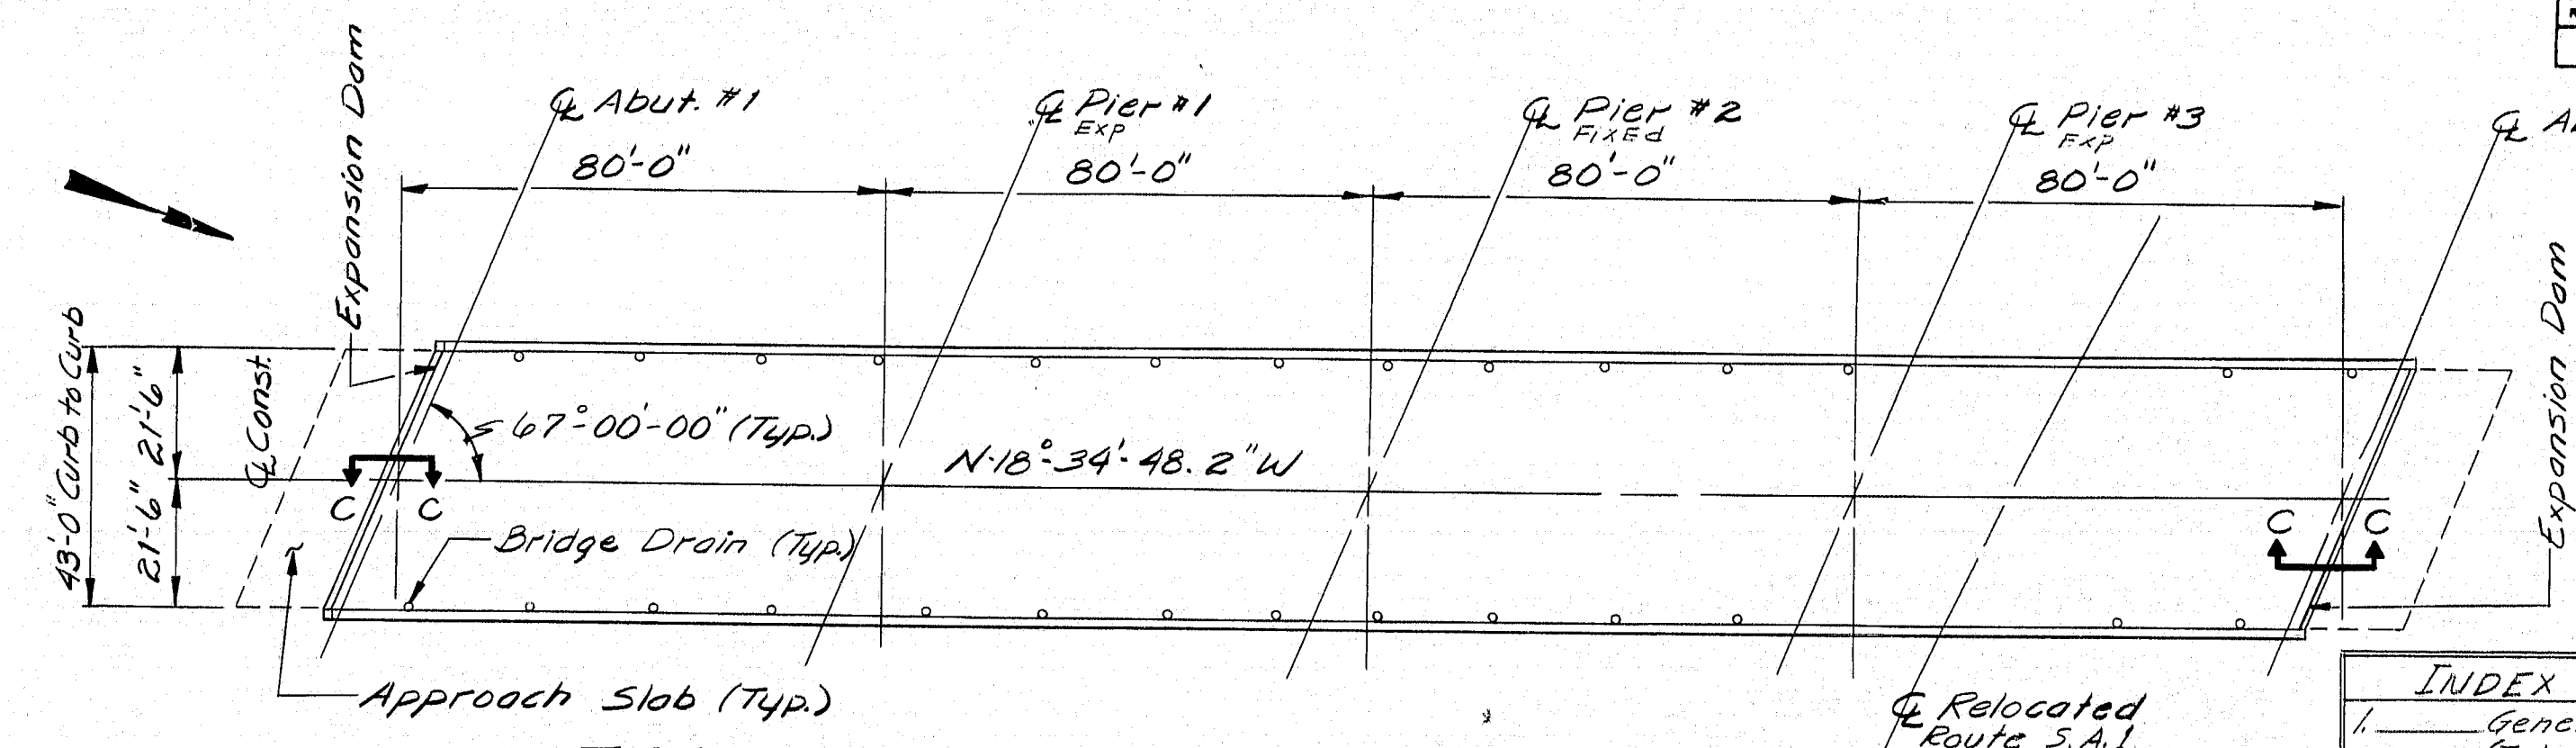 Expansion Dam
℄ Abut. #1
80'-0"
℄ Pier #1
Exp
80'-0"
℄ Pier #2
Fixed
80'-0"
℄ Pier #3
Exp
80'-0"
℄
Expansion Dam
43'-0" Curb to Curb
21'-6" 21'-6"
℄ Const.
67°-00'-00" (Typ.)
N-18°-34'-48.2" W
C C
C C
Bridge Drain (Typ.)
Approach Slab (Typ.)
℄ Relocated
Route S.A.1
INDEX
1.